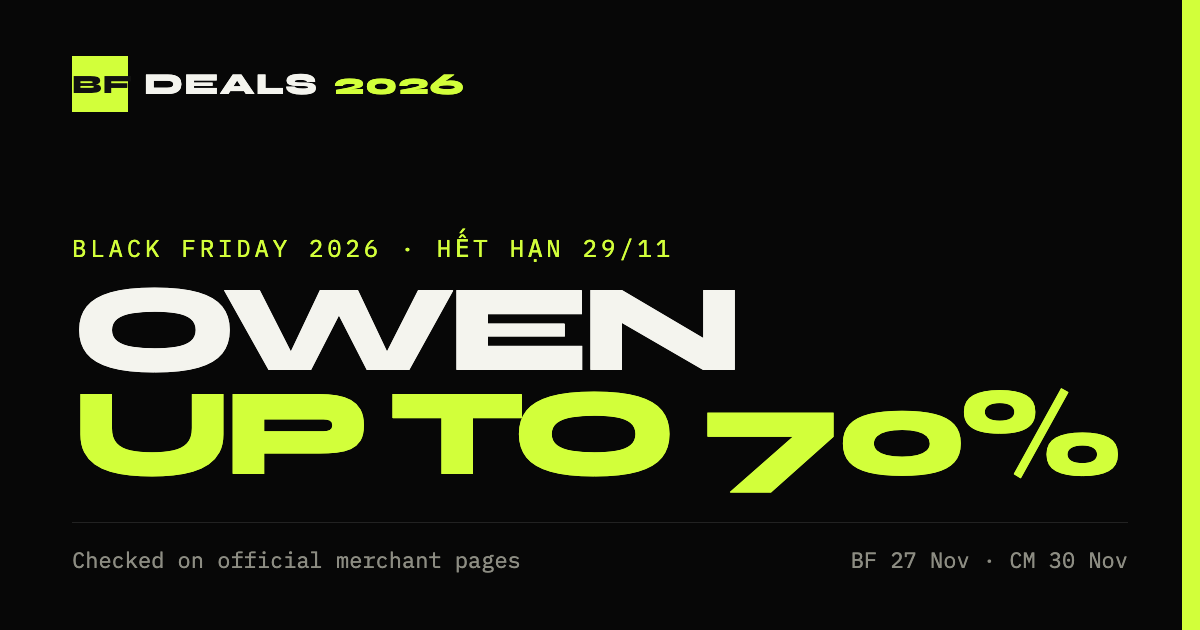 BF DEALS 2026
BLACK FRIDAY 2026 · HẾT HẠN 29/11
OWEN
UP TO 70%
Checked on official merchant pages
BF 27 Nov · CM 30 Nov